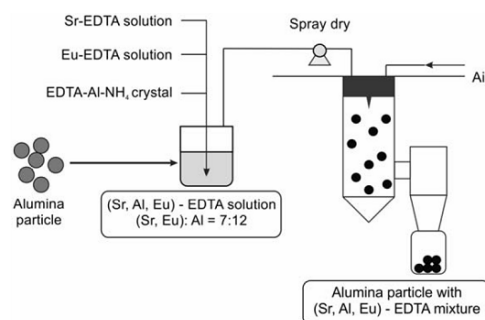 Sr-EDTA solution
Eu-EDTA solution
EDTA-Al-NH₄ crystal
Spray dry
Ai
Alumina
particle
(Sr, Al, Eu) - EDTA solution
(Sr, Eu): Al = 7:12
Alumina particle with
(Sr, Al, Eu) - EDTA mixture